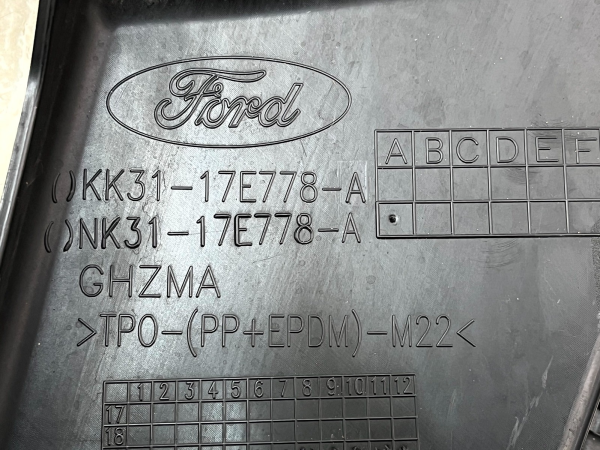 Ford
()KK31-17E778-A
()NK31-17E778-A
GHZMA
>TPO-(PP+EPDM)-M22<
A B C D E F
1 2 3 4 5 6 7 8 9 10 11 12
17
18